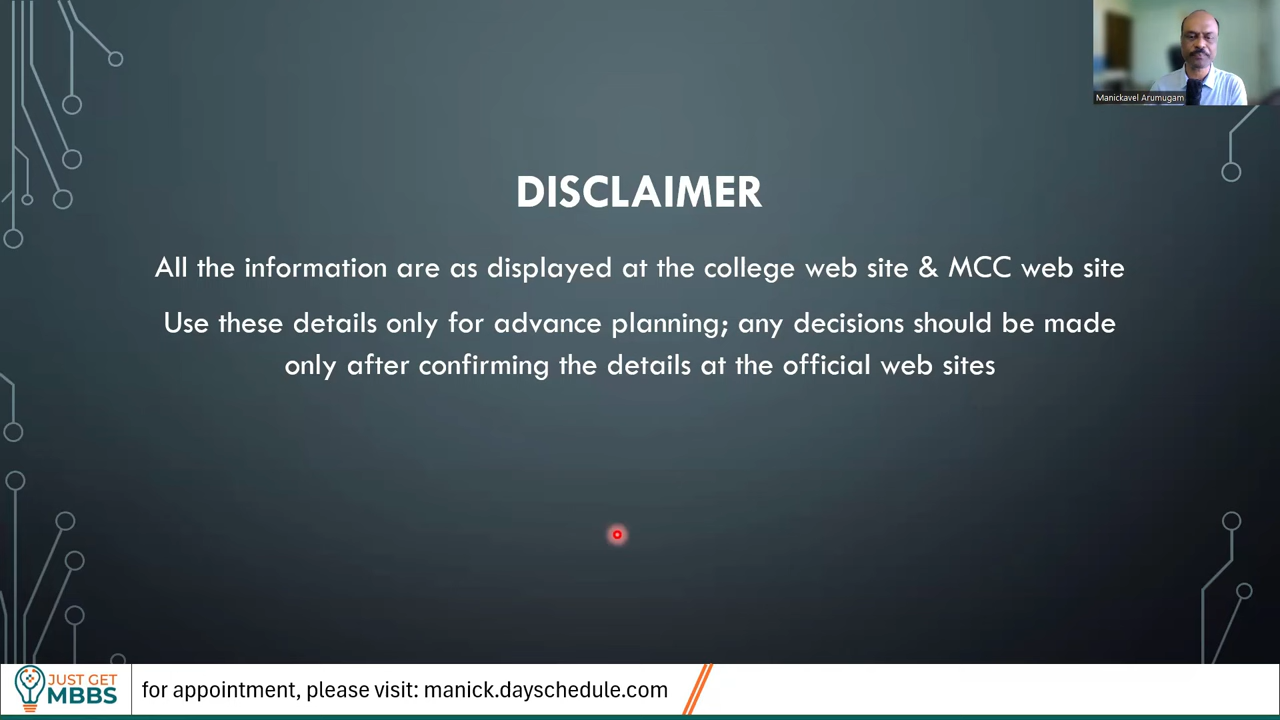 Manickavel Arumugam
DISCLAIMER
All the information are as displayed at the college web site & MCC web site
Use these details only for advance planning; any decisions should be made
only after confirming the details at the official web sites
JUST GET
MBBS
for appointment, please visit: manick.dayschedule.com